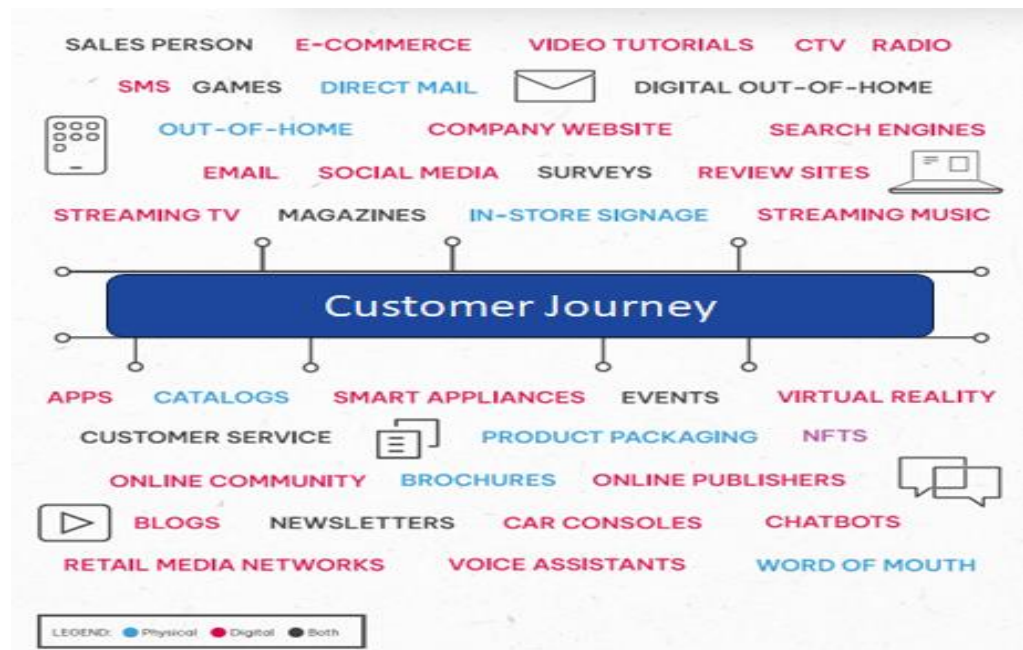 SALES PERSON E-COMMERCE VIDEO TUTORIALS CTV RADIO
SMS GAMES DIRECT MAIL DIGITAL OUT-OF-HOME
OUT-OF-HOME COMPANY WEBSITE SEARCH ENGINES
EMAIL SOCIAL MEDIA SURVEYS REVIEW SITES
STREAMING TV MAGAZINES IN-STORE SIGNAGE STREAMING MUSIC
Customer Journey
APPS CATALOGS SMART APPLIANCES EVENTS VIRTUAL REALITY
CUSTOMER SERVICE PRODUCT PACKAGING NFTS
ONLINE COMMUNITY BROCHURES ONLINE PUBLISHERS
BLOGS NEWSLETTERS CAR CONSOLES CHATBOTS
RETAIL MEDIA NETWORKS VOICE ASSISTANTS WORD OF MOUTH
LEGEND: Physical Digital Both